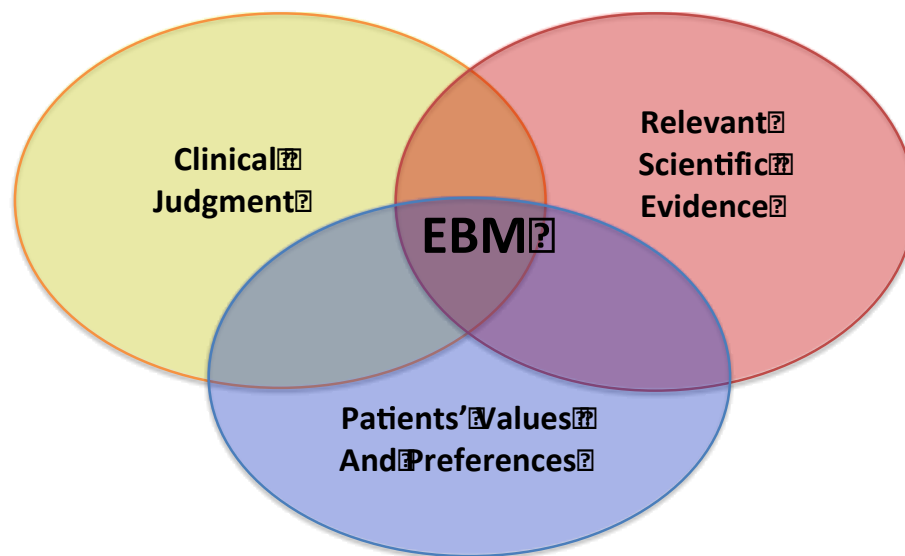 Clinical
Judgment
Relevant
Scientific
Evidence
EBM
Patients' Values
And Preferences